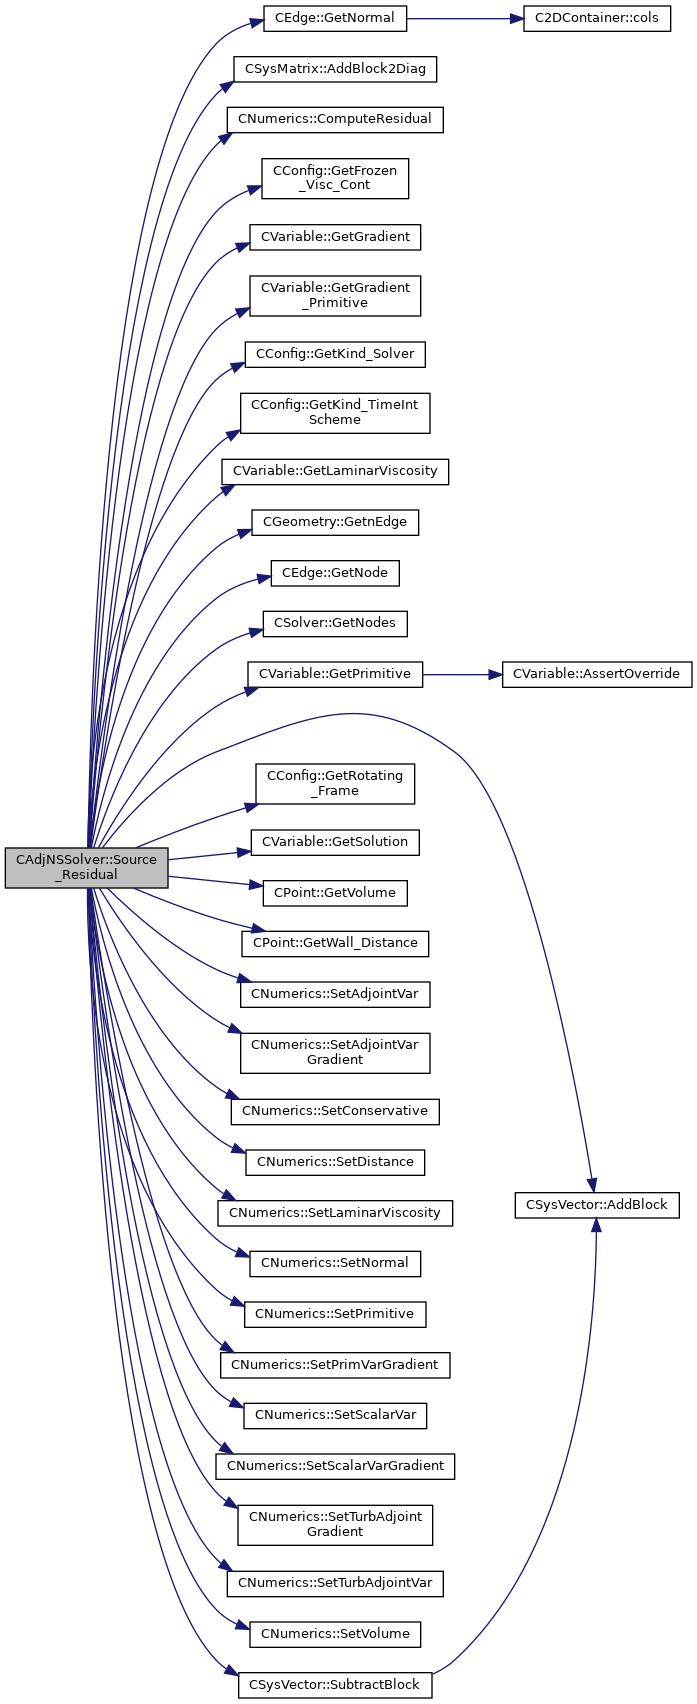 CEdge::GetNormal
C2DContainer::cols
CSysMatrix::AddBlock2Diag
CNumerics::ComputeResidual
CConfig::GetFrozen
_Visc_Cont
CVariable::GetGradient
CVariable::GetGradient
_Primitive
CConfig::GetKind_Solver
CConfig::GetKind_TimeInt
Scheme
CVariable::GetLaminarViscosity
CGeometry::GetnEdge
CEdge::GetNode
CSolver::GetNodes
CVariable::GetPrimitive
CVariable::AssertOverride
CConfig::GetRotating
_Frame
CVariable::GetSolution
CAdjNSSolver::Source
_Residual
CPoint::GetVolume
CPoint::GetWall_Distance
CNumerics::SetAdjointVar
CNumerics::SetAdjointVar
Gradient
CNumerics::SetConservative
CNumerics::SetDistance
CNumerics::SetLaminarViscosity
CSysVector::AddBlock
CNumerics::SetNormal
CNumerics::SetPrimitive
CNumerics::SetPrimVarGradient
CNumerics::SetScalarVar
CNumerics::SetScalarVarGradient
CNumerics::SetTurbAdjoint
Gradient
CNumerics::SetTurbAdjointVar
CNumerics::SetVolume
CSysVector::SubtractBlock